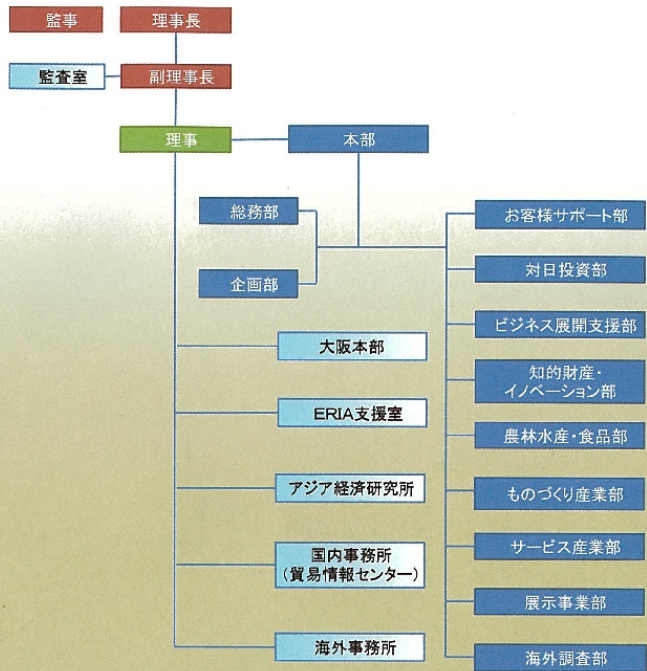 監事
理事長
監査室
副理事長
理事
本部
総務部
企画部
お客様サポート部
対日投資部
ビジネス展開支援部
知的財産・
イノベーション部
農林水産・食品部
ものづくり産業部
サービス産業部
展示事業部
海外調査部
大阪本部
ERIA支援室
アジア経済研究所
国内事務所
(貿易情報センター)
海外事務所